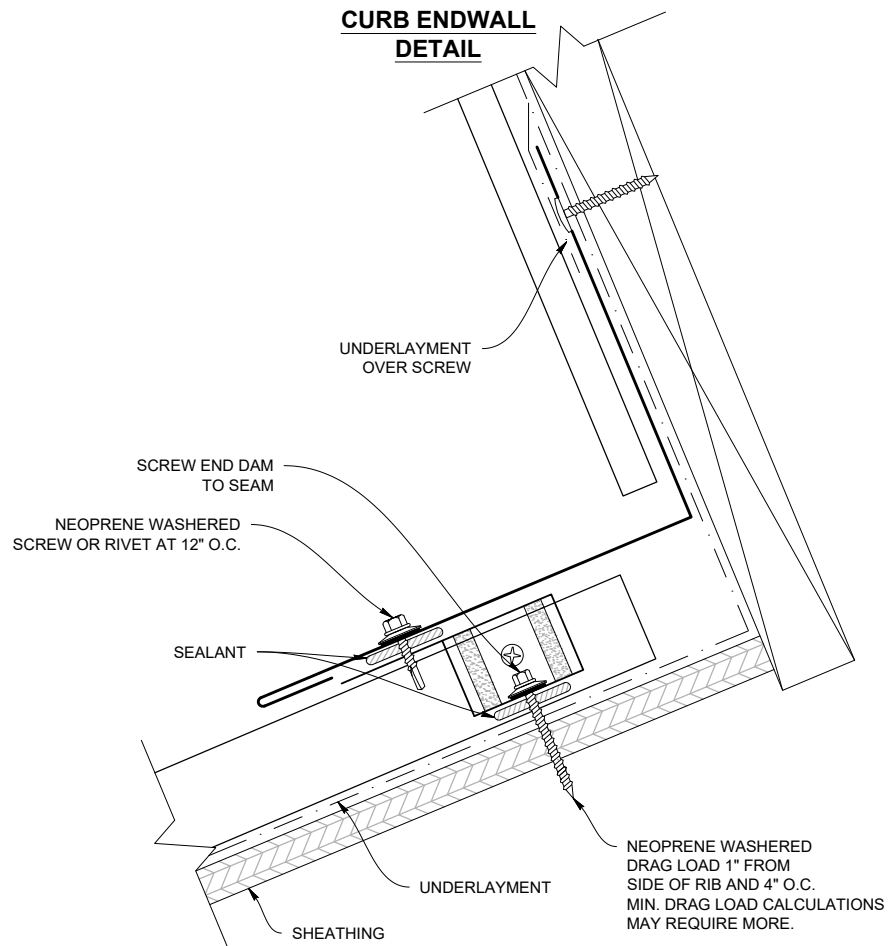 CURB ENDWALL
DETAIL
UNDERLAYMENT
OVER SCREW
SCREW END DAM
TO SEAM
NEOPRENE WASHERED
SCREW OR RIVET AT 12" O.C.
SEALANT
NEOPRENE WASHERED
DRAG LOAD 1" FROM
SIDE OF RIB AND 4" O.C.
MIN. DRAG LOAD CALCULATIONS
MAY REQUIRE MORE.
UNDERLAYMENT
SHEATHING